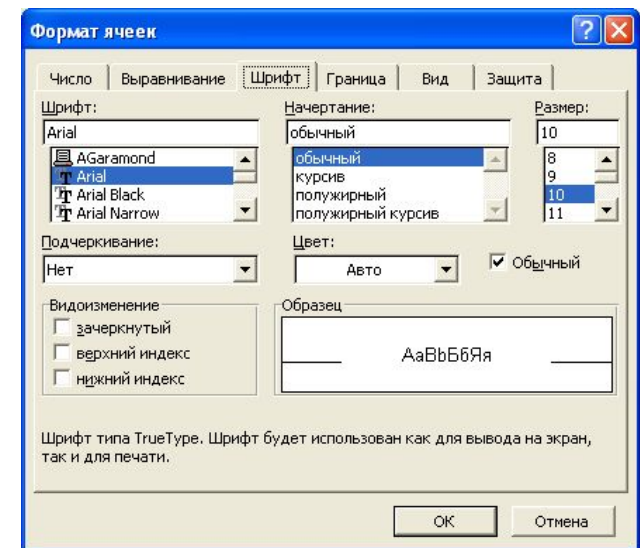 Формат ячеек
Число Выравнивание Шрифт Граница Вид Защита
Шрифт: Начертание: Размер:
Arial обычный 10
AGaramond обычный 8
Arial курсив 9
Arial Black полужирный 10
Arial Narrow полужирный курсив 11
Подчеркивание: Цвет:
Нет Авто Обычный
Видоизменение Образец
зачеркнутый
верхний индекс АаВbБбЯя
нижний индекс
Шрифт типа TrueType. Шрифт будет использован как для вывода на экран,
так и для печати.
ОК Отмена